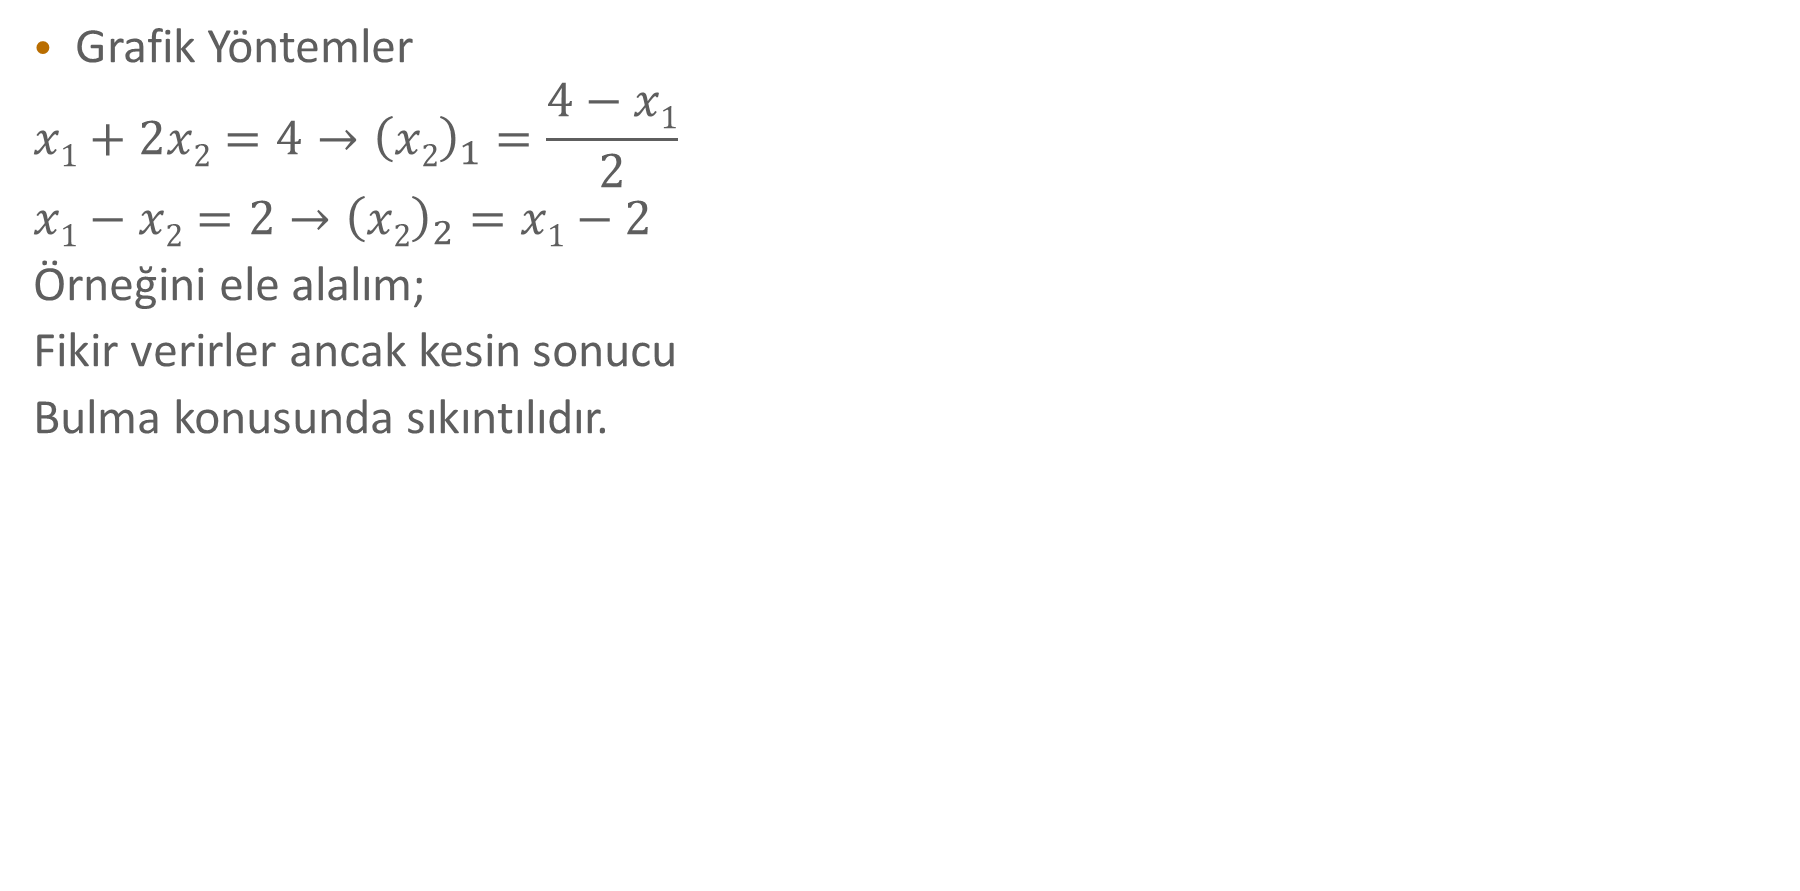 • Grafik Yöntemler
x₁ + 2x₂ = 4 → (x₂)₁ = (4 − x₁)/2
x₁ − x₂ = 2 → (x₂)₂ = x₁ − 2
Örneğini ele alalım;
Fikir verirler ancak kesin sonucu
Bulma konusunda sıkıntılıdır.